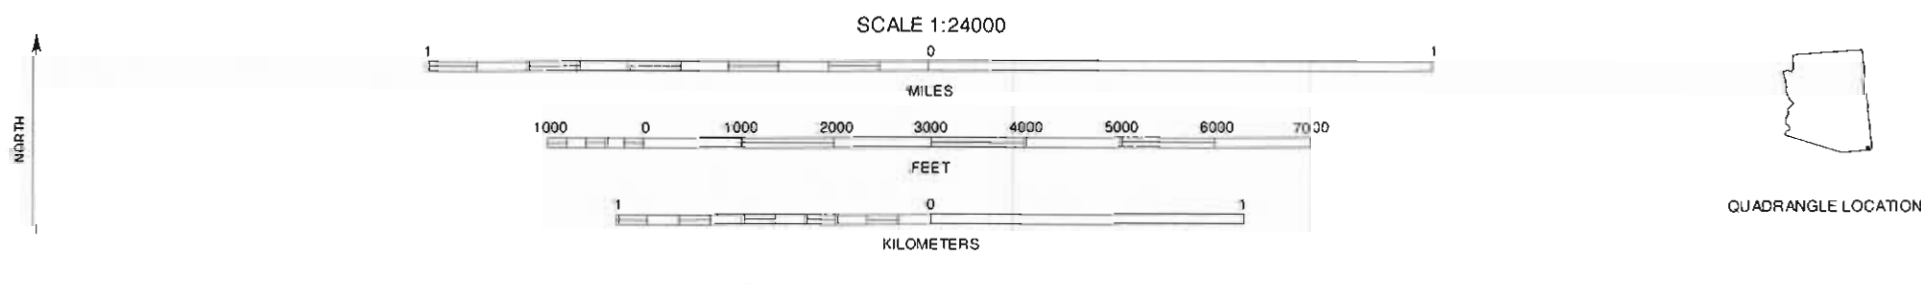 SCALE 1:24000
1 0 1
MILES
1000 0 1000 2000 3000 4000 5000 6000 7000
FEET
1 0 1
KILOMETERS
NORTH
QUADRANGLE LOCATION